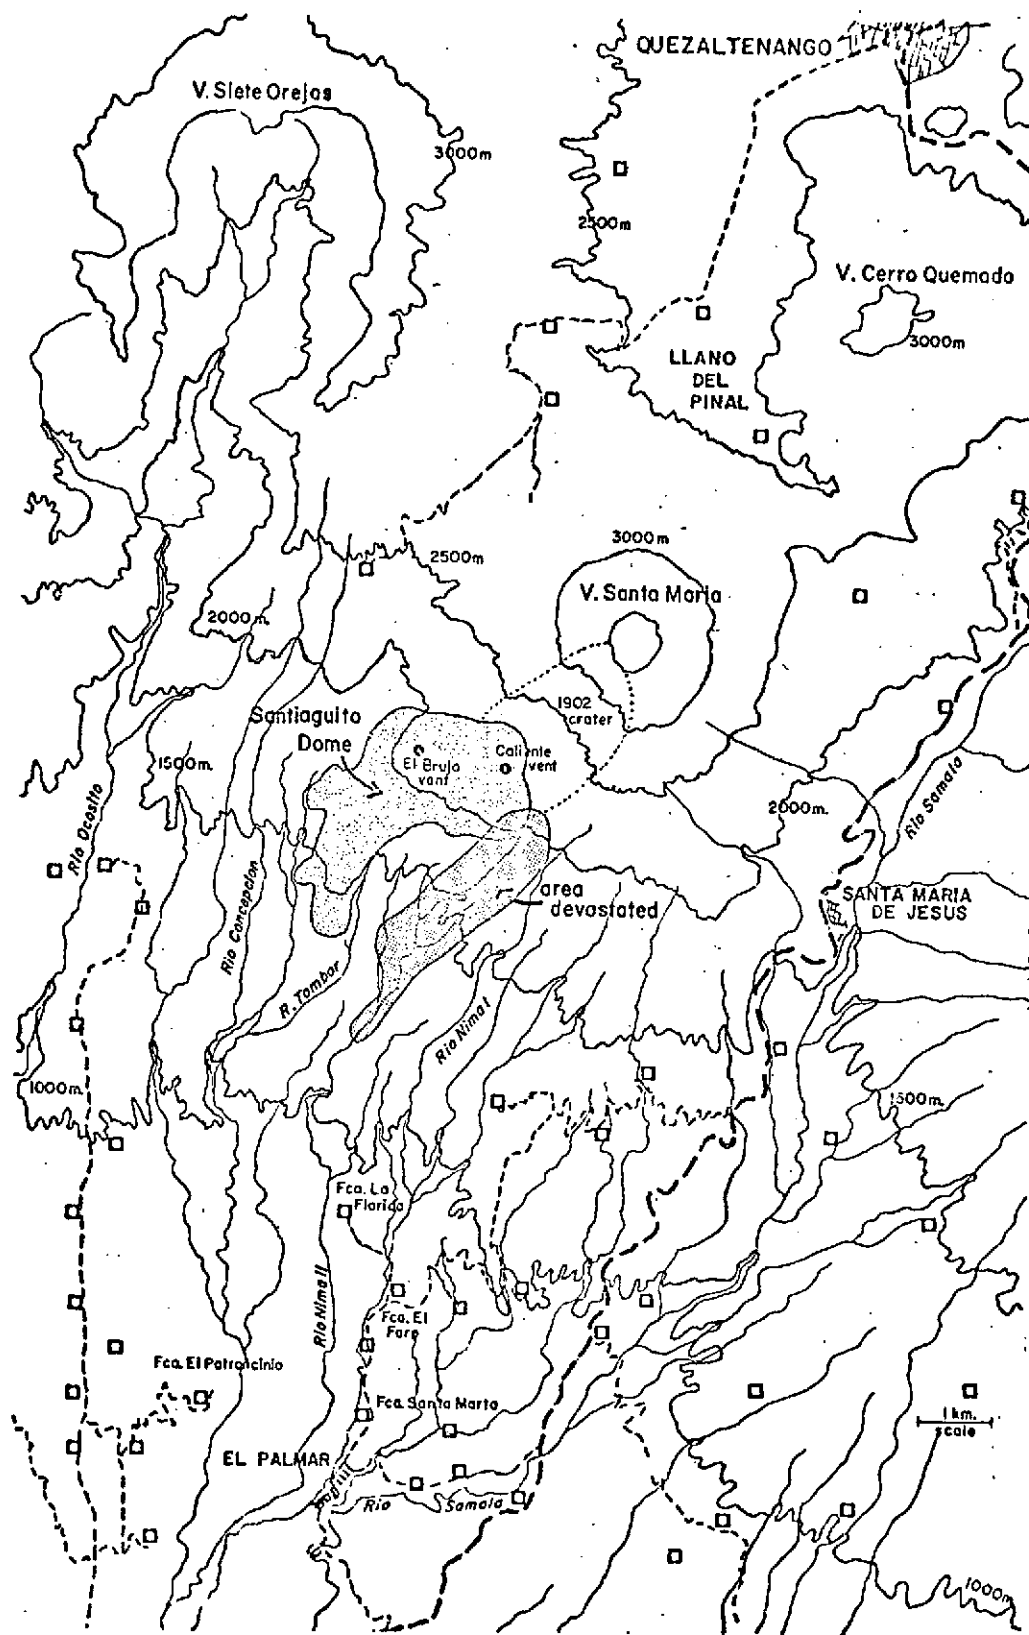 QUEZALTENANGO
V. Siete Orejas
3000m
2500m
V. Cerro Quemado
3000m
LLANO
DEL
PINAL
3000m
2500m
V. Santa Maria
2000m.
1902
crater
Santiaguito
Dome
El Brujo
vent
Caliente
vent
1500m.
2000m.
Rio Samala
Rio Ocosito
Rio Concepcion
area
devastated
SANTA MARIA
DE JESUS
R. Tambor
Rio Nima I
1000m.
1500m.
Fca. La
Florida
Rio Nima II
Fca. El
Faro
Fca. El Patrocinio
Fca. Santa Marta
1 km.
scale
EL PALMAR
Rio Samala
1000m